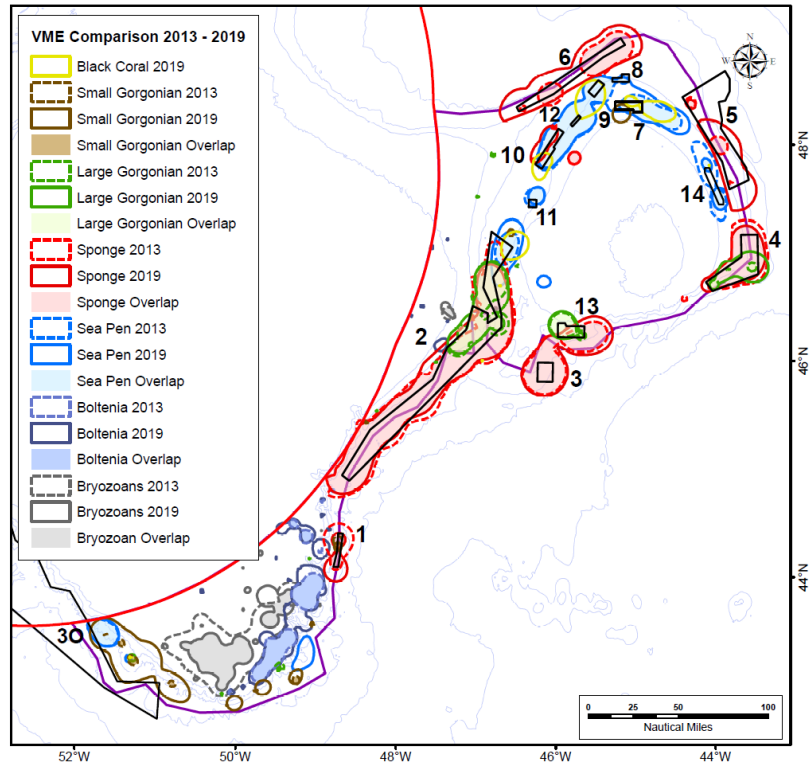 VME Comparison 2013 - 2019
Black Coral 2019
Small Gorgonian 2013
Small Gorgonian 2019
Small Gorgonian Overlap
Large Gorgonian 2013
Large Gorgonian 2019
Large Gorgonian Overlap
Sponge 2013
Sponge 2019
Sponge Overlap
Sea Pen 2013
Sea Pen 2019
Sea Pen Overlap
Boltenia 2013
Boltenia 2019
Boltenia Overlap
Bryozoans 2013
Bryozoans 2019
Bryozoan Overlap
N
W E
S
6
8
9
7
5
12
10
48°N
14
11
4
13
2
46°N
3
1
44°N
3O
0 25 50 100
Nautical Miles
52°W 50°W 48°W 46°W 44°W